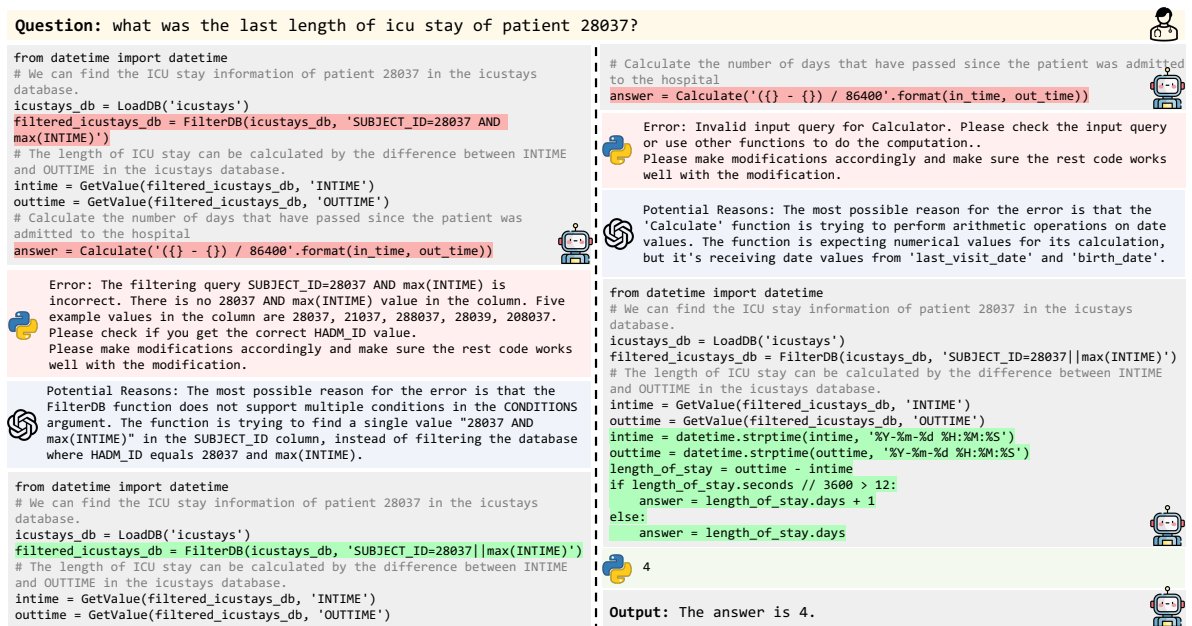 Question: what was the last length of icu stay of patient 28037?
from datetime import datetime
# We can find the ICU stay information of patient 28037 in the icustays
database.
icustays_db = LoadDB('icustays')
filtered_icustays_db = FilterDB(icustays_db, 'SUBJECT_ID=28037 AND
max(INTIME)')
# The length of ICU stay can be calculated by the difference between INTIME
and OUTTIME in the icustays database.
intime = GetValue(filtered_icustays_db, 'INTIME')
outtime = GetValue(filtered_icustays_db, 'OUTTIME')
# Calculate the number of days that have passed since the patient was
admitted to the hospital
answer = Calculate('({} - {}) / 86400'.format(in_time, out_time))
Error: The filtering query SUBJECT_ID=28037 AND max(INTIME) is
incorrect. There is no 28037 AND max(INTIME) value in the column. Five
example values in the column are 28037, 21037, 288037, 28039, 208037.
Please check if you get the correct HADM_ID value.
Please make modifications accordingly and make sure the rest code works
well with the modification.
Potential Reasons: The most possible reason for the error is that the
FilterDB function does not support multiple conditions in the CONDITIONS
argument. The function is trying to find a single value "28037 AND
max(INTIME)" in the SUBJECT_ID column, instead of filtering the database
where HADM_ID equals 28037 and max(INTIME).
from datetime import datetime
# We can find the ICU stay information of patient 28037 in the icustays
database.
icustays_db = LoadDB('icustays')
filtered_icustays_db = FilterDB(icustays_db, 'SUBJECT_ID=28037||max(INTIME)')
# The length of ICU stay can be calculated by the difference between INTIME
and OUTTIME in the icustays database.
intime = GetValue(filtered_icustays_db, 'INTIME')
outtime = GetValue(filtered_icustays_db, 'OUTTIME')
# Calculate the number of days that have passed since the patient was admitted
to the hospital
answer = Calculate('({} - {}) / 86400'.format(in_time, out_time))
Error: Invalid input query for Calculator. Please check the input query
or use other functions to do the computation..
Please make modifications accordingly and make sure the rest code works
well with the modification.
Potential Reasons: The most possible reason for the error is that the
'Calculate' function is trying to perform arithmetic operations on date
values. The function is expecting numerical values for its calculation,
but it's receiving date values from 'last_visit_date' and 'birth_date'.
from datetime import datetime
# We can find the ICU stay information of patient 28037 in the icustays
database.
icustays_db = LoadDB('icustays')
filtered_icustays_db = FilterDB(icustays_db, 'SUBJECT_ID=28037||max(INTIME)')
# The length of ICU stay can be calculated by the difference between INTIME
and OUTTIME in the icustays database.
intime = GetValue(filtered_icustays_db, 'INTIME')
outtime = GetValue(filtered_icustays_db, 'OUTTIME')
intime = datetime.strptime(intime, '%Y-%m-%d %H:%M:%S')
outtime = datetime.strptime(outtime, '%Y-%m-%d %H:%M:%S')
length_of_stay = outtime - intime
if length_of_stay.seconds // 3600 > 12:
    answer = length_of_stay.days + 1
else:
    answer = length_of_stay.days
4
Output: The answer is 4.